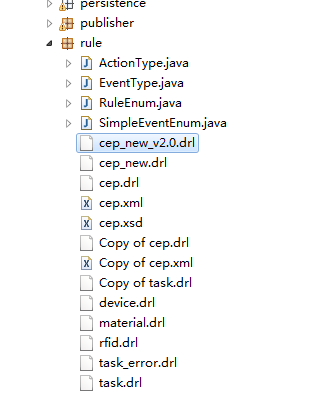 persistence
publisher
rule
ActionType.java
EventType.java
RuleEnum.java
SimpleEventEnum.java
cep_new_v2.0.drl
cep_new.drl
cep.drl
cep.xml
cep.xsd
Copy of cep.drl
Copy of cep.xml
Copy of task.drl
device.drl
material.drl
rfid.drl
task_error.drl
task.drl